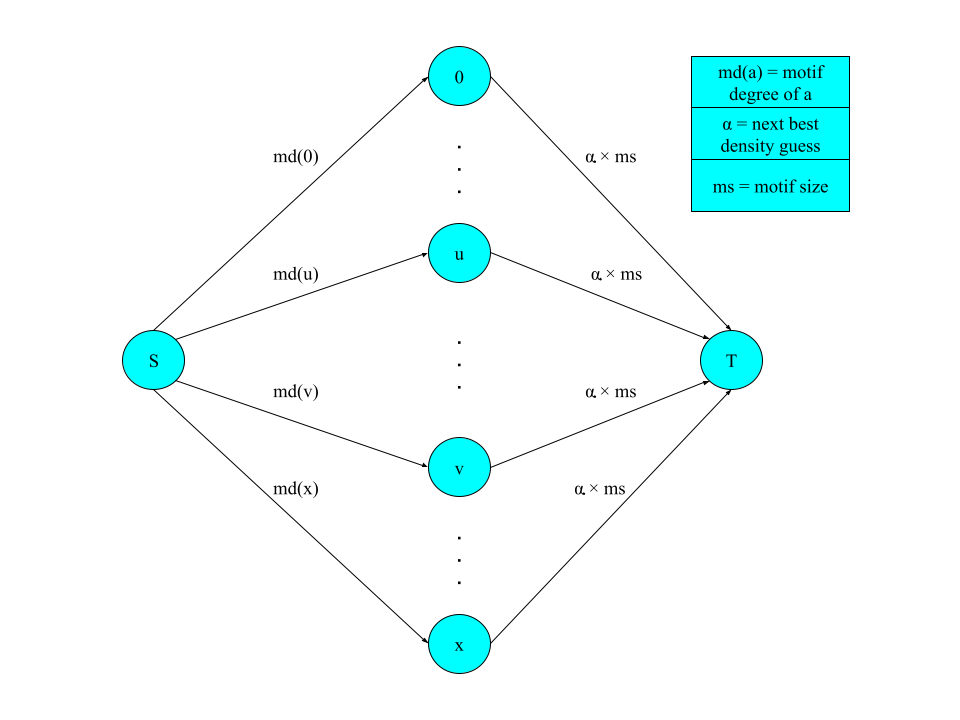 0
md(a) = motif
degree of a
α = next best
density guess
ms = motif size
md(0)
α × ms
u
md(u)
α × ms
S
T
md(v)
α × ms
v
md(x)
α × ms
x